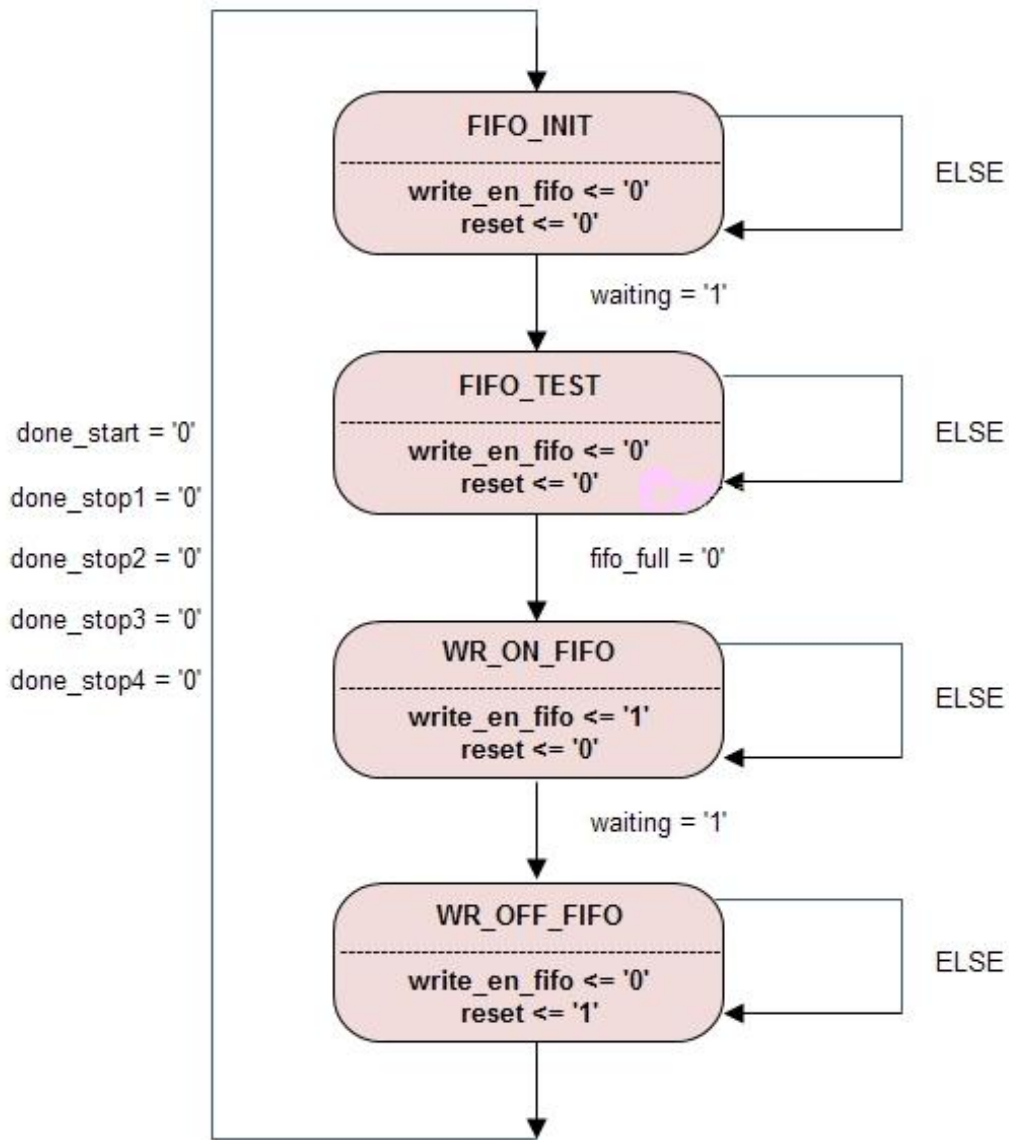 FIFO_INIT
write_en_fifo <= '0'
reset <= '0'
ELSE
waiting = '1'
FIFO_TEST
write_en_fifo <= '0'
reset <= '0'
ELSE
done_start = '0'
done_stop1 = '0'
done_stop2 = '0'
done_stop3 = '0'
done_stop4 = '0'
fifo_full = '0'
WR_ON_FIFO
write_en_fifo <= '1'
reset <= '0'
ELSE
waiting = '1'
WR_OFF_FIFO
write_en_fifo <= '0'
reset <= '1'
ELSE